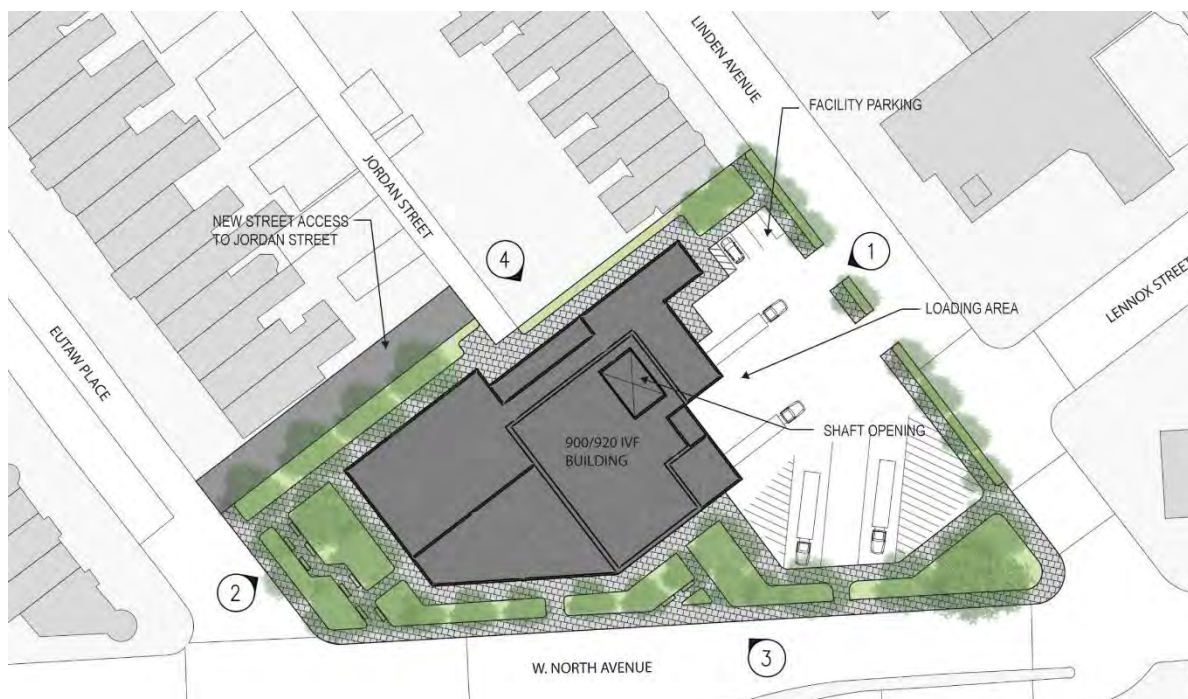 LINDEN AVENUE
FACILITY PARKING
JORDAN STREET
NEW STREET ACCESS
TO JORDAN STREET
4
1
LENNOX STREET
LOADING AREA
EUTAW PLACE
SHAFT OPENING
900/920 IVF
BUILDING
2
3
W. NORTH AVENUE